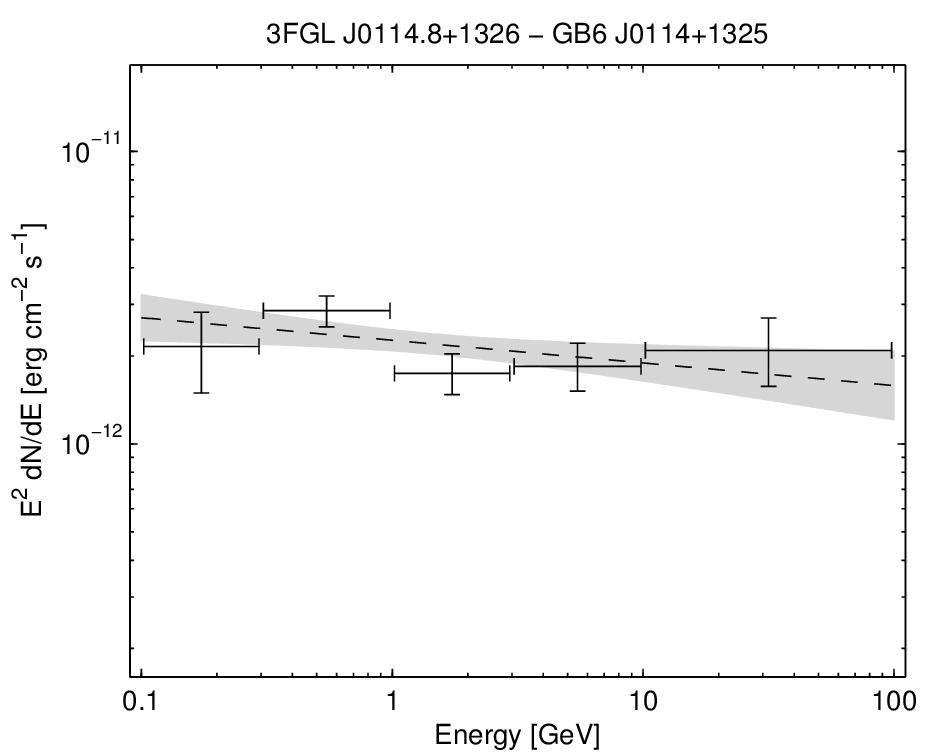 3FGL J0114.8+1326 − GB6 J0114+1325
10⁻¹¹
10⁻¹²
E² dN/dE [erg cm⁻² s⁻¹]
0.1 1 10 100
Energy [GeV]